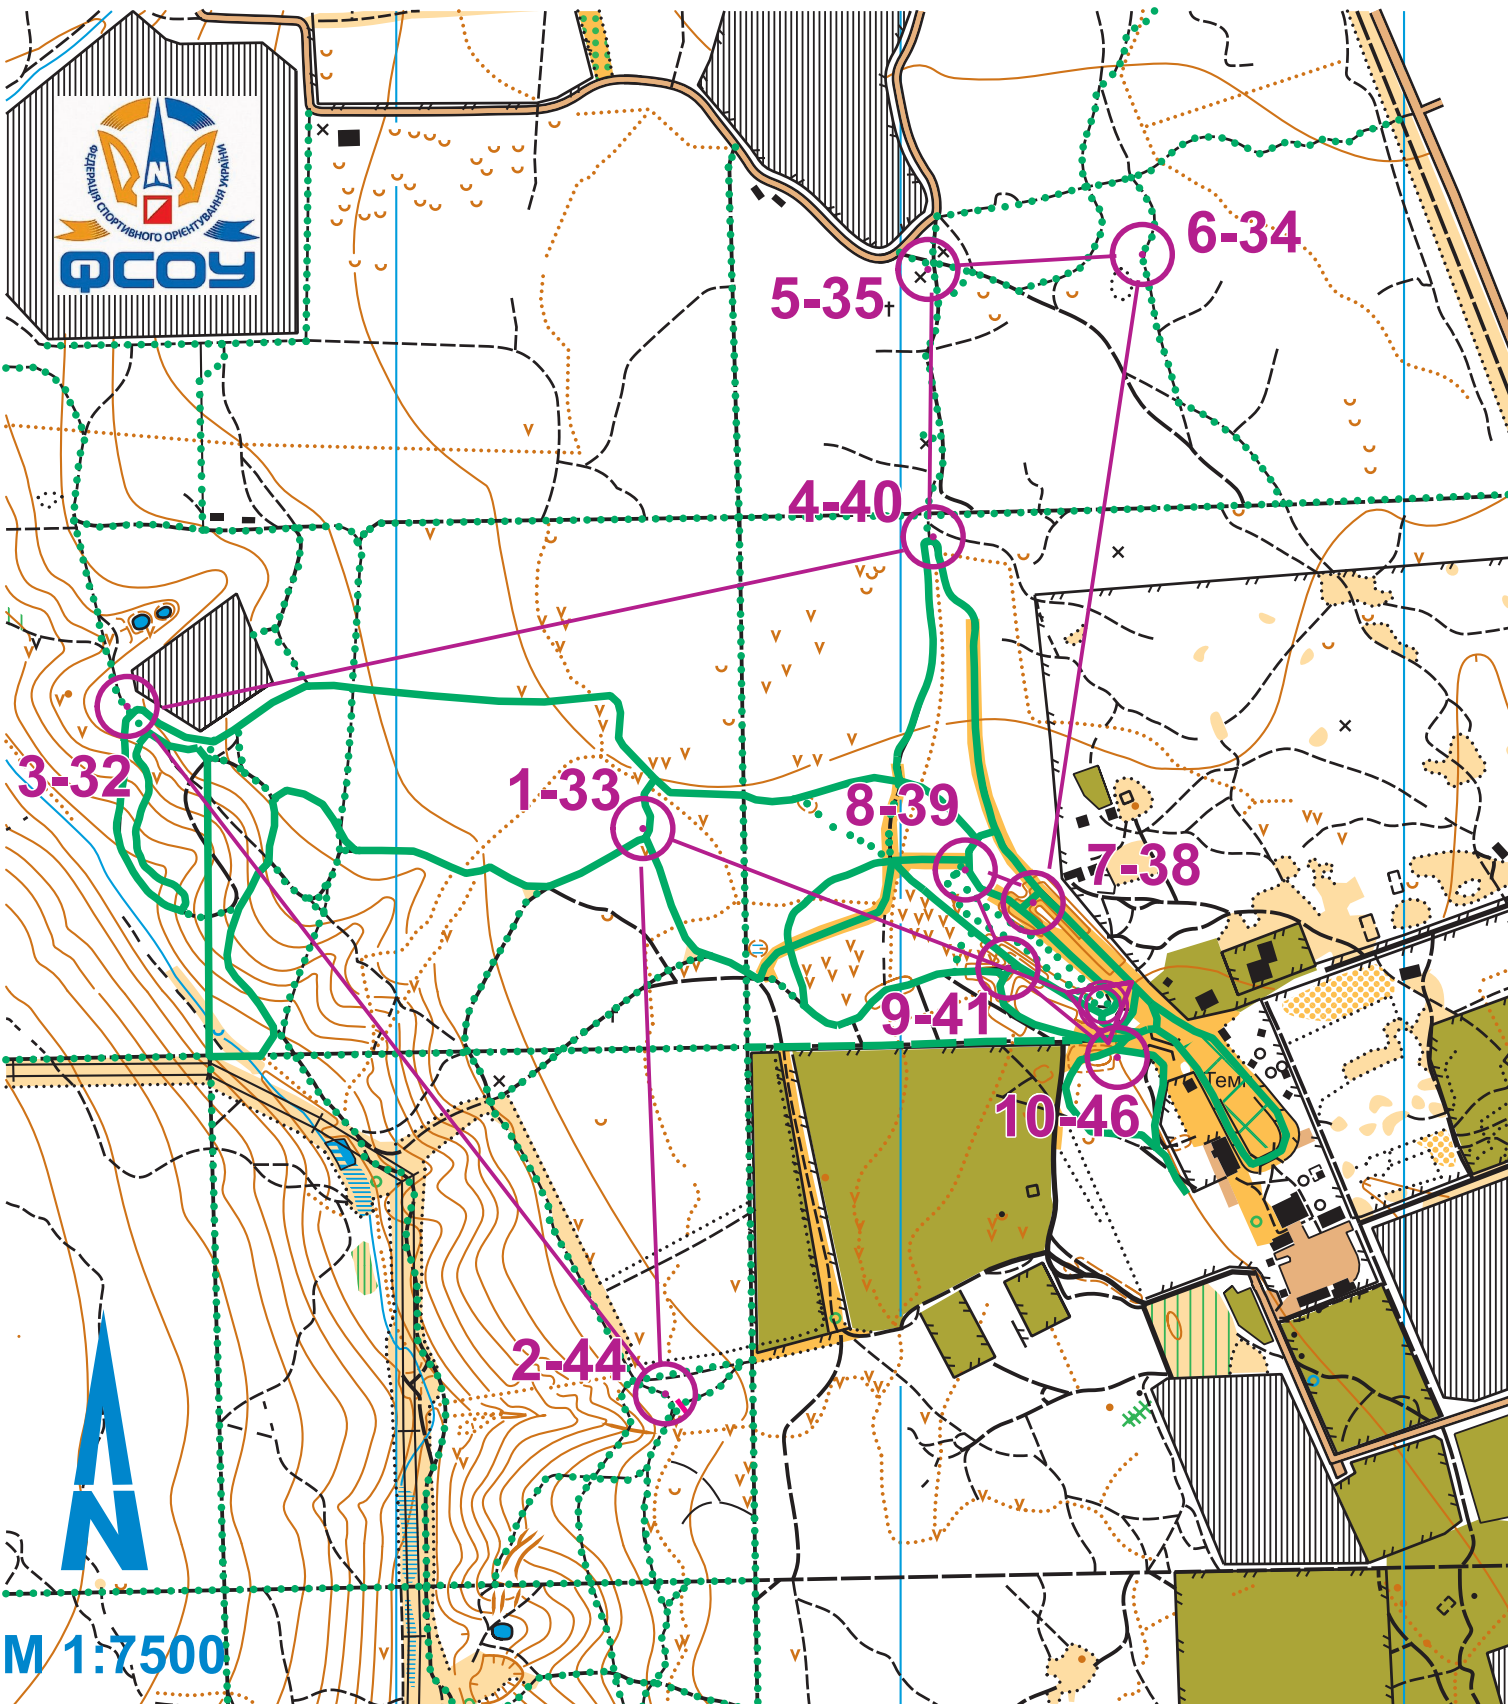 ФЕДЕРАЦІЯ СПОРТИВНОГО ОРІЄНТУВАННЯ УКРАЇНИ
N
ФСОУ
6-34
5-35
4-40
3-32
1-33
8-39
7-38
9-41
Тем
10-46
2-44
N
М 1:7500